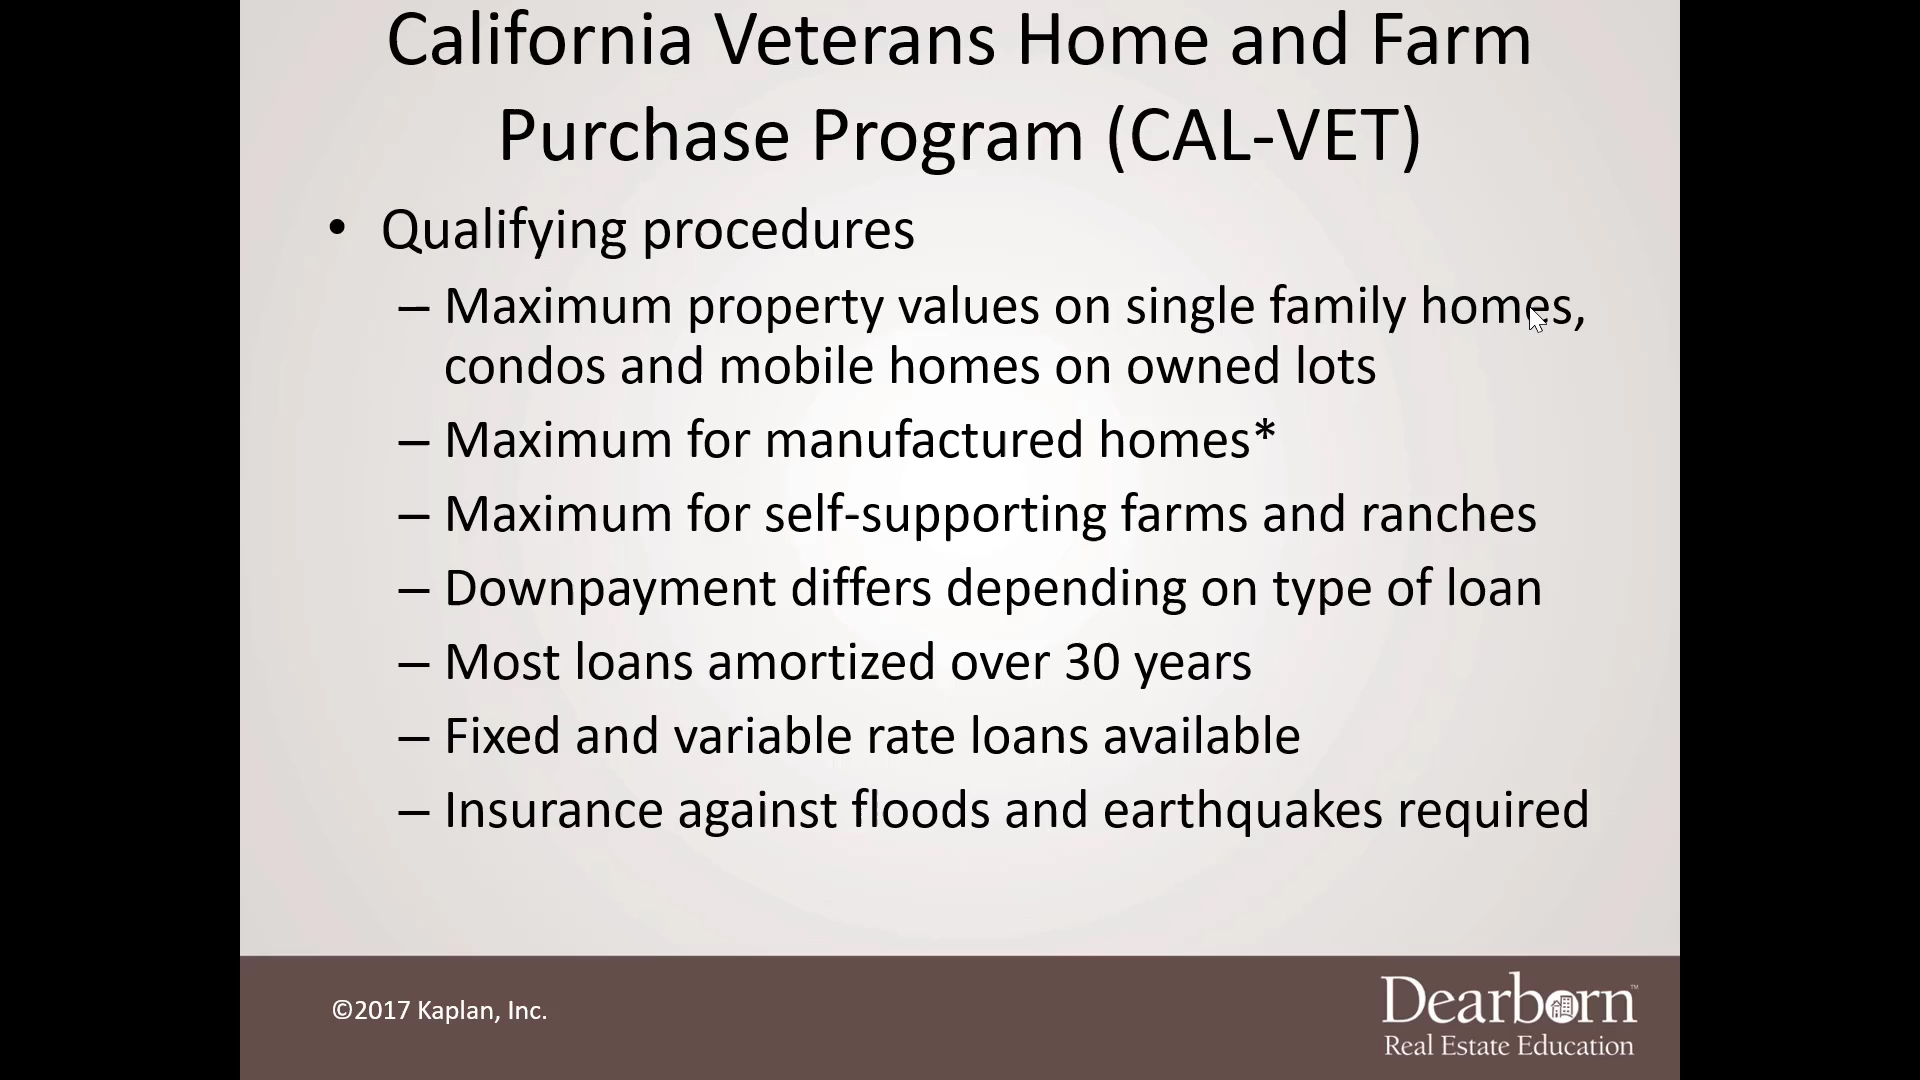 California Veterans Home and Farm
Purchase Program (CAL-VET)
• Qualifying procedures
– Maximum property values on single family homes,
condos and mobile homes on owned lots
– Maximum for manufactured homes*
– Maximum for self-supporting farms and ranches
– Downpayment differs depending on type of loan
– Most loans amortized over 30 years
– Fixed and variable rate loans available
– Insurance against floods and earthquakes required
©2017 Kaplan, Inc.
Dearborn™
Real Estate Education